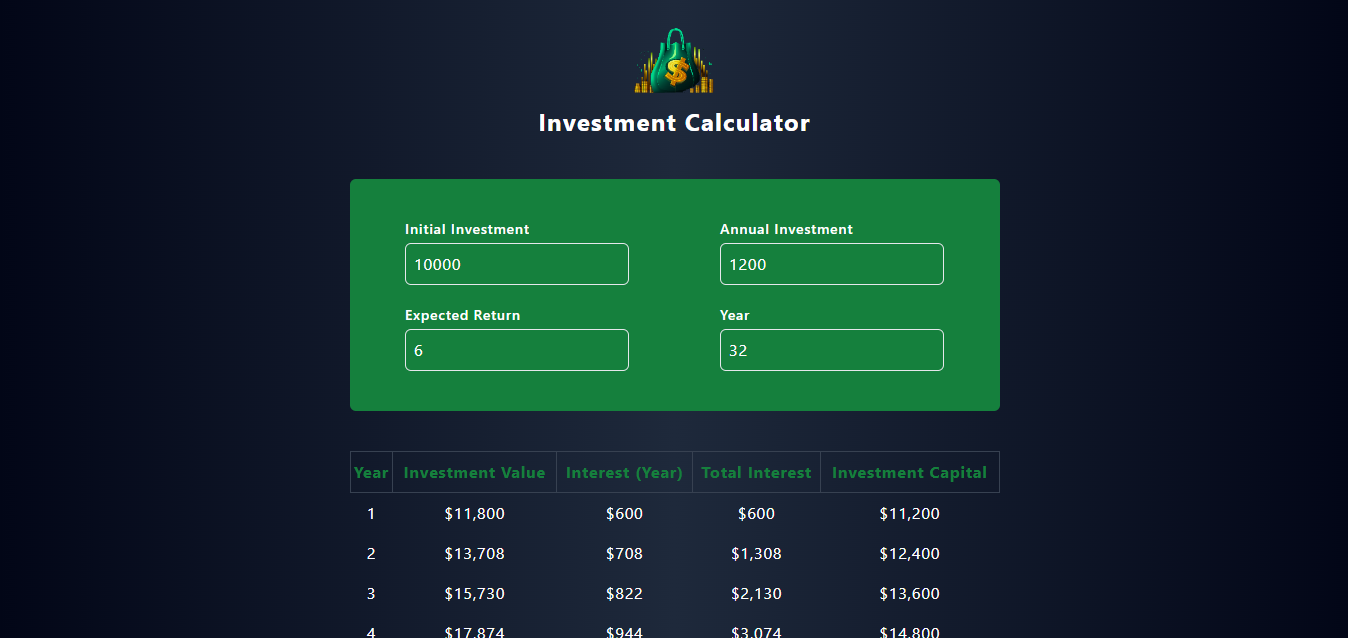 $
Investment Calculator
Initial Investment Annual Investment
10000 1200
Expected Return Year
6 32
Year Investment Value Interest (Year) Total Interest Investment Capital
1 $11,800 $600 $600 $11,200
2 $13,708 $708 $1,308 $12,400
3 $15,730 $822 $2,130 $13,600
4 $17,874 $944 $3,074 $14,800